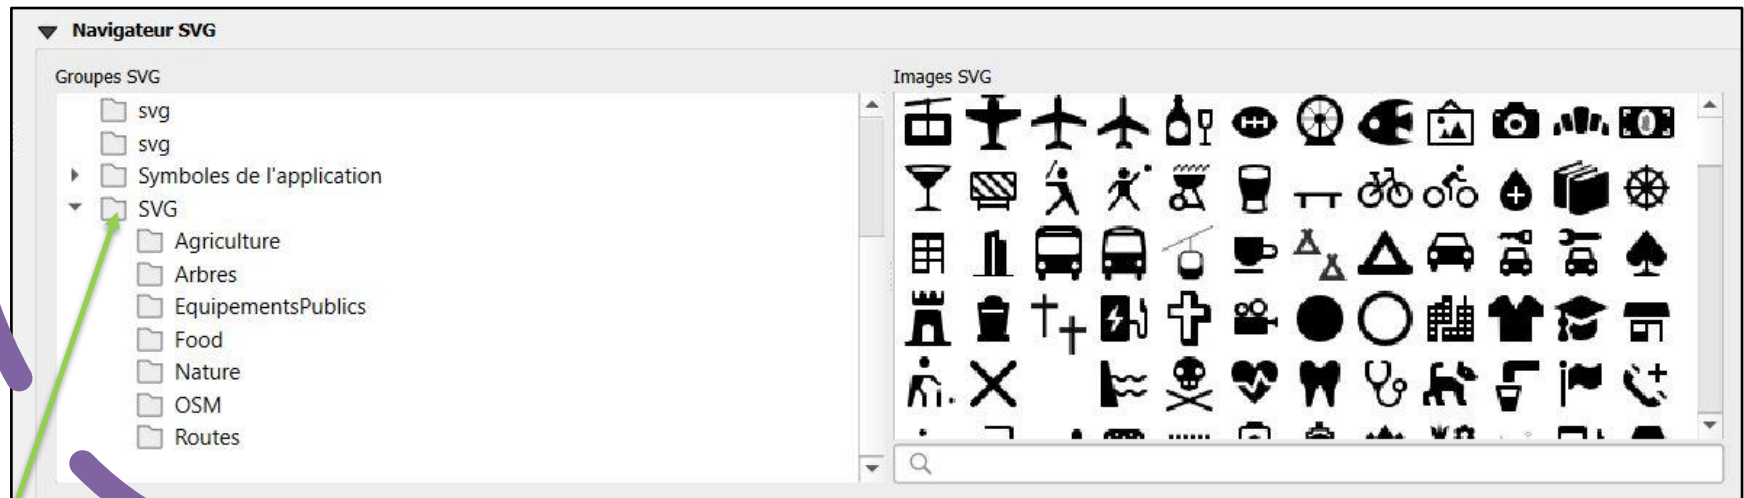 Navigateur SVG
Groupes SVG
Images SVG
svg
svg
Symboles de l'application
SVG
Agriculture
Arbres
EquipementsPublics
Food
Nature
OSM
Routes